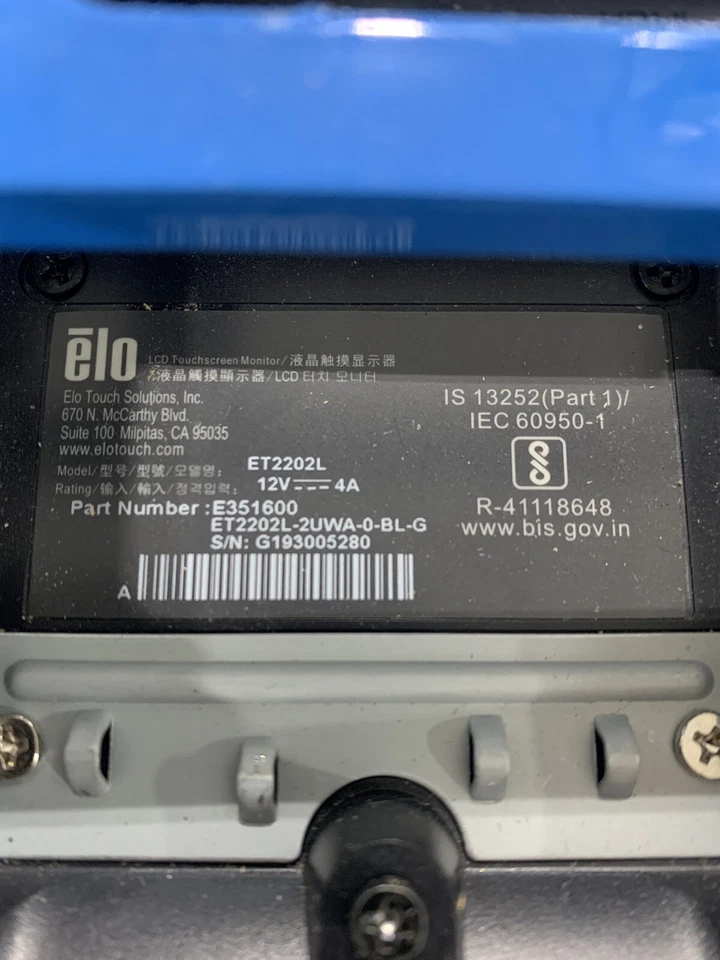 ēlo
LCD Touchscreen Monitor/液晶触摸显示器
/液晶觸摸顯示器/LCD 터치 모니터
Elo Touch Solutions, Inc.
670 N. McCarthy Blvd.
Suite 100 Milpitas, CA 95035
www.elotouch.com
Model/型号/型號/모델명: ET2202L
Rating/输入/輸入/정격입력: 12V⎓4A
Part Number :E351600
ET2202L-2UWA-0-BL-G
S/N: G193005280
A
IS 13252(Part 1)/
IEC 60950-1
R-41118648
www.bis.gov.in